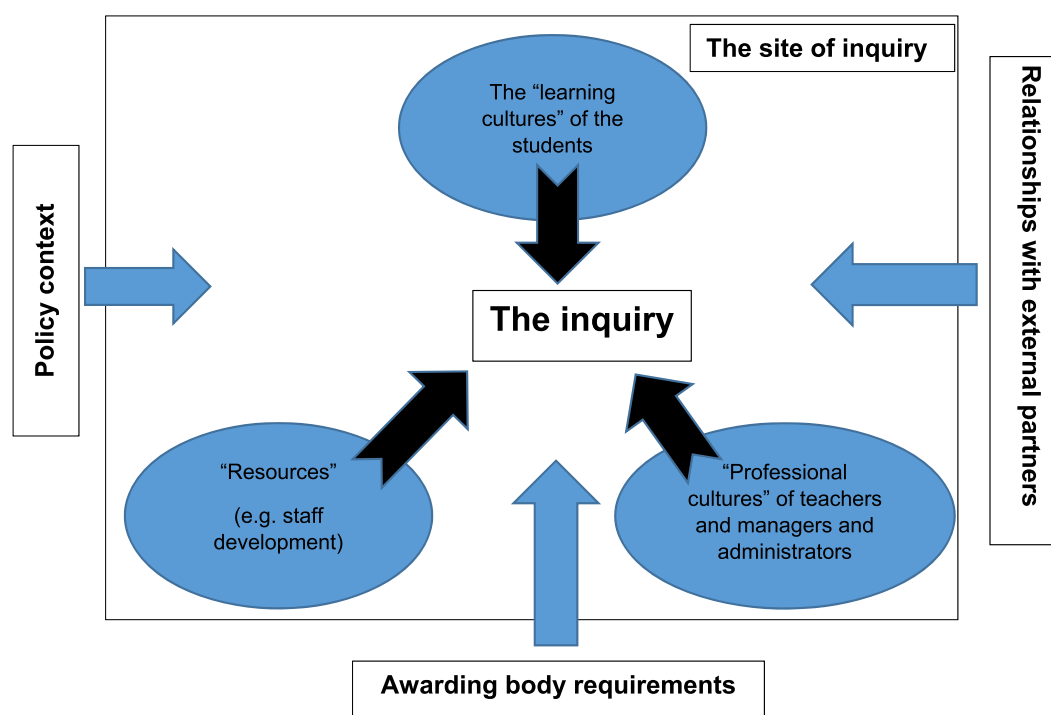 The site of inquiry
The “learning
cultures” of the
students
Policy context
Relationships with external partners
The inquiry
“Resources”
(e.g. staff
development)
“Professional
cultures” of teachers
and managers and
administrators
Awarding body requirements